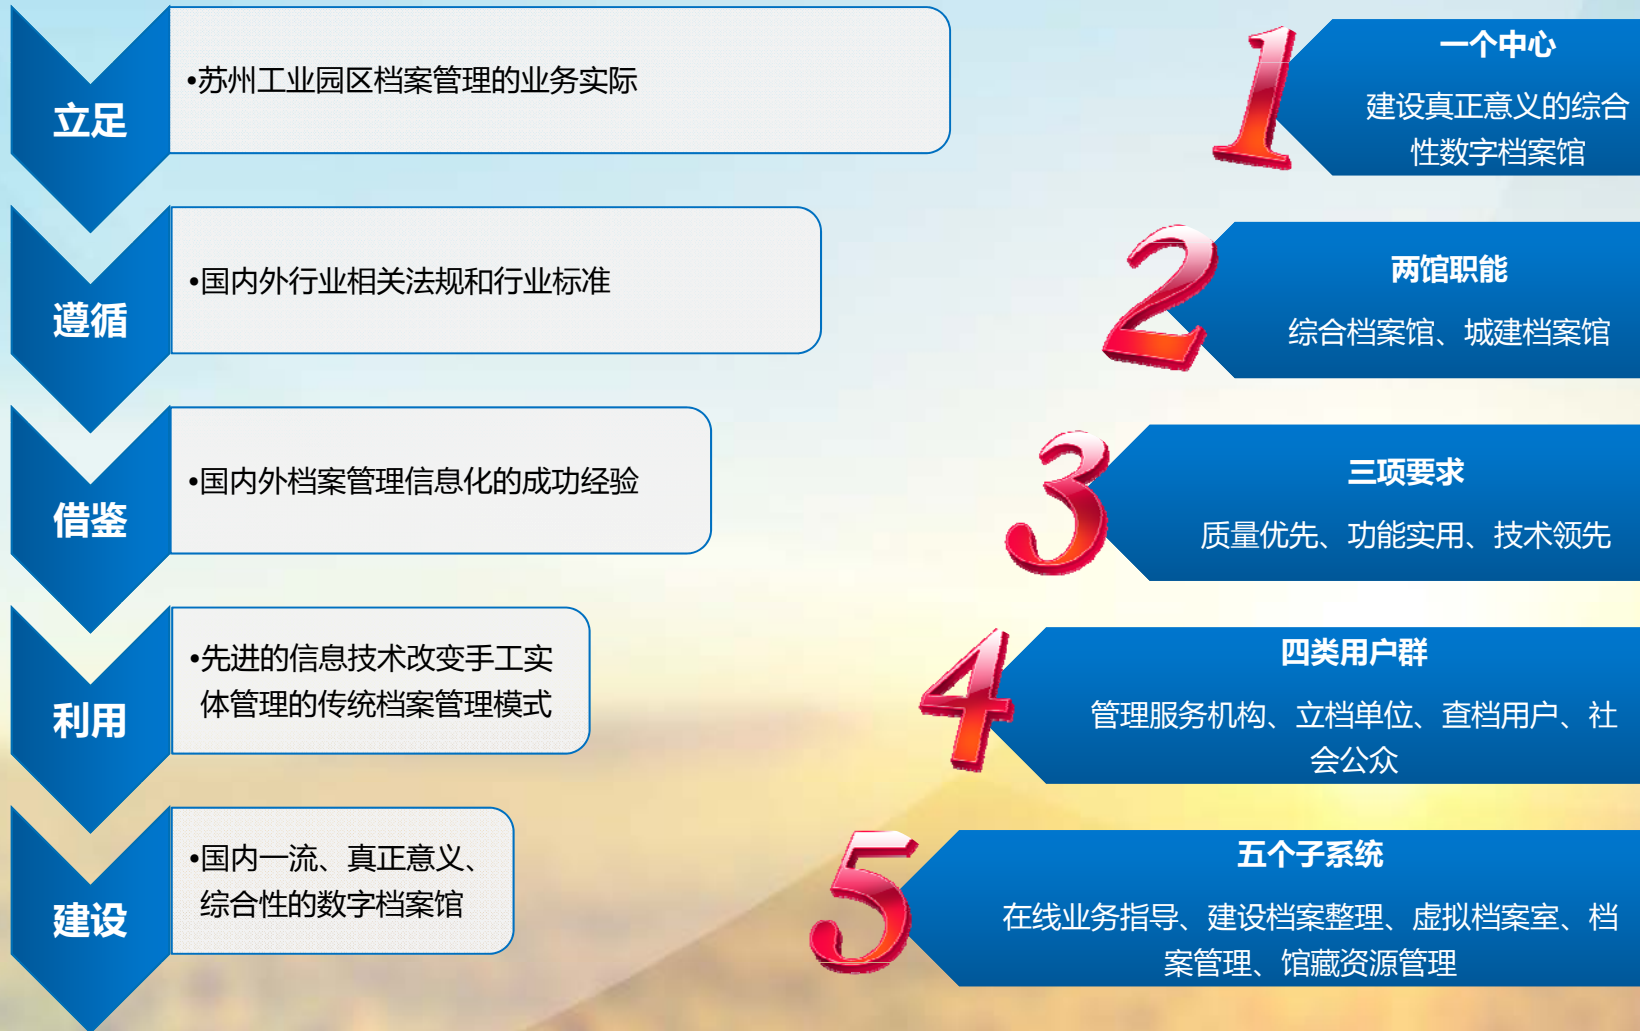 立足
•苏州工业园区档案管理的业务实际
遵循
•国内外行业相关法规和行业标准
借鉴
•国内外档案管理信息化的成功经验
利用
•先进的信息技术改变手工实
体管理的传统档案管理模式
建设
•国内一流、真正意义、
综合性的数字档案馆
1
一个中心
建设真正意义的综合
性数字档案馆
2
两馆职能
综合档案馆、城建档案馆
3
三项要求
质量优先、功能实用、技术领先
4
四类用户群
管理服务机构、立档单位、查档用户、社
会公众
5
五个子系统
在线业务指导、建设档案整理、虚拟档案室、档
案管理、馆藏资源管理